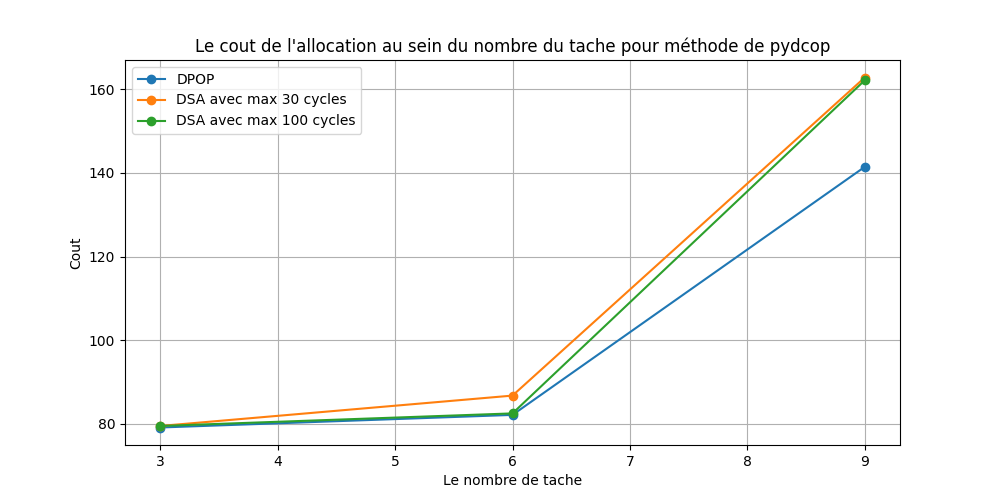 Le cout de l'allocation au sein du nombre du tache pour méthode de pydcop
DPOP
DSA avec max 30 cycles
DSA avec max 100 cycles
160
140
120
100
80
Cout
3 4 5 6 7 8 9
Le nombre de tache